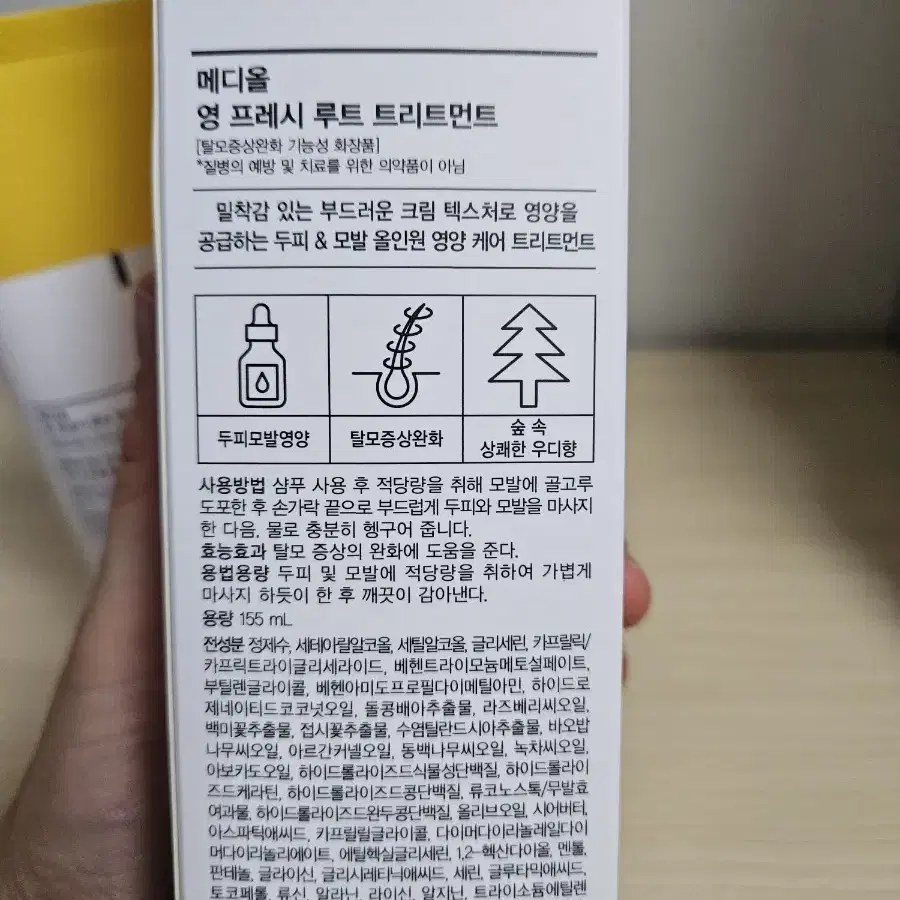 메디올
영 프레시 루트 트리트먼트
[탈모증상완화 기능성 화장품]
*질병의 예방 및 치료를 위한 의약품이 아님
밀착감 있는 부드러운 크림 텍스처로 영양을
공급하는 두피 & 모발 올인원 영양 케어 트리트먼트
두피모발영양
탈모증상완화
숲 속
상쾌한 우디향
사용방법 샴푸 사용 후 적당량을 취해 모발에 골고루
도포한 후 손가락 끝으로 부드럽게 두피와 모발을 마사지
한 다음, 물로 충분히 헹구어 줍니다.
효능효과 탈모 증상의 완화에 도움을 준다.
용법용량 두피 및 모발에 적당량을 취하여 가볍게
마사지 하듯이 한 후 깨끗이 감아낸다.
용량 155 mL
전성분 정제수, 세테아릴알코올, 세틸알코올, 글리세린, 카프릴릭/
카프릭트라이글리세라이드, 베헨트라이모늄메토설페이트,
부틸렌글라이콜, 베헨아미도프로필다이메틸아민, 하이드로
제네이티드코코넛오일, 돌콩배아추출물, 라즈베리씨오일,
백미꽃추출물, 접시꽃추출물, 수염틸란드시아추출물, 바오밥
나무씨오일, 아르간커넬오일, 동백나무씨오일, 녹차씨오일,
아보카도오일, 하이드롤라이즈드식물성단백질, 하이드롤라이
즈드케라틴, 하이드롤라이즈드콩단백질, 류코노스톡/무발효
여과물, 하이드롤라이즈드완두콩단백질, 올리브오일, 시어버터,
아스파틱애씨드, 카프릴릴글라이콜, 다이머다이리놀레일다이
머다이리놀리에이트, 에틸헥실글리세린, 1,2-헥산다이올, 멘톨,
판테놀, 글라이신, 글리시레티닉애씨드, 세린, 글루타믹애씨드,
토코페롤, 류신, 알라닌, 라이신, 알지닌, 트라이소듐에틸렌